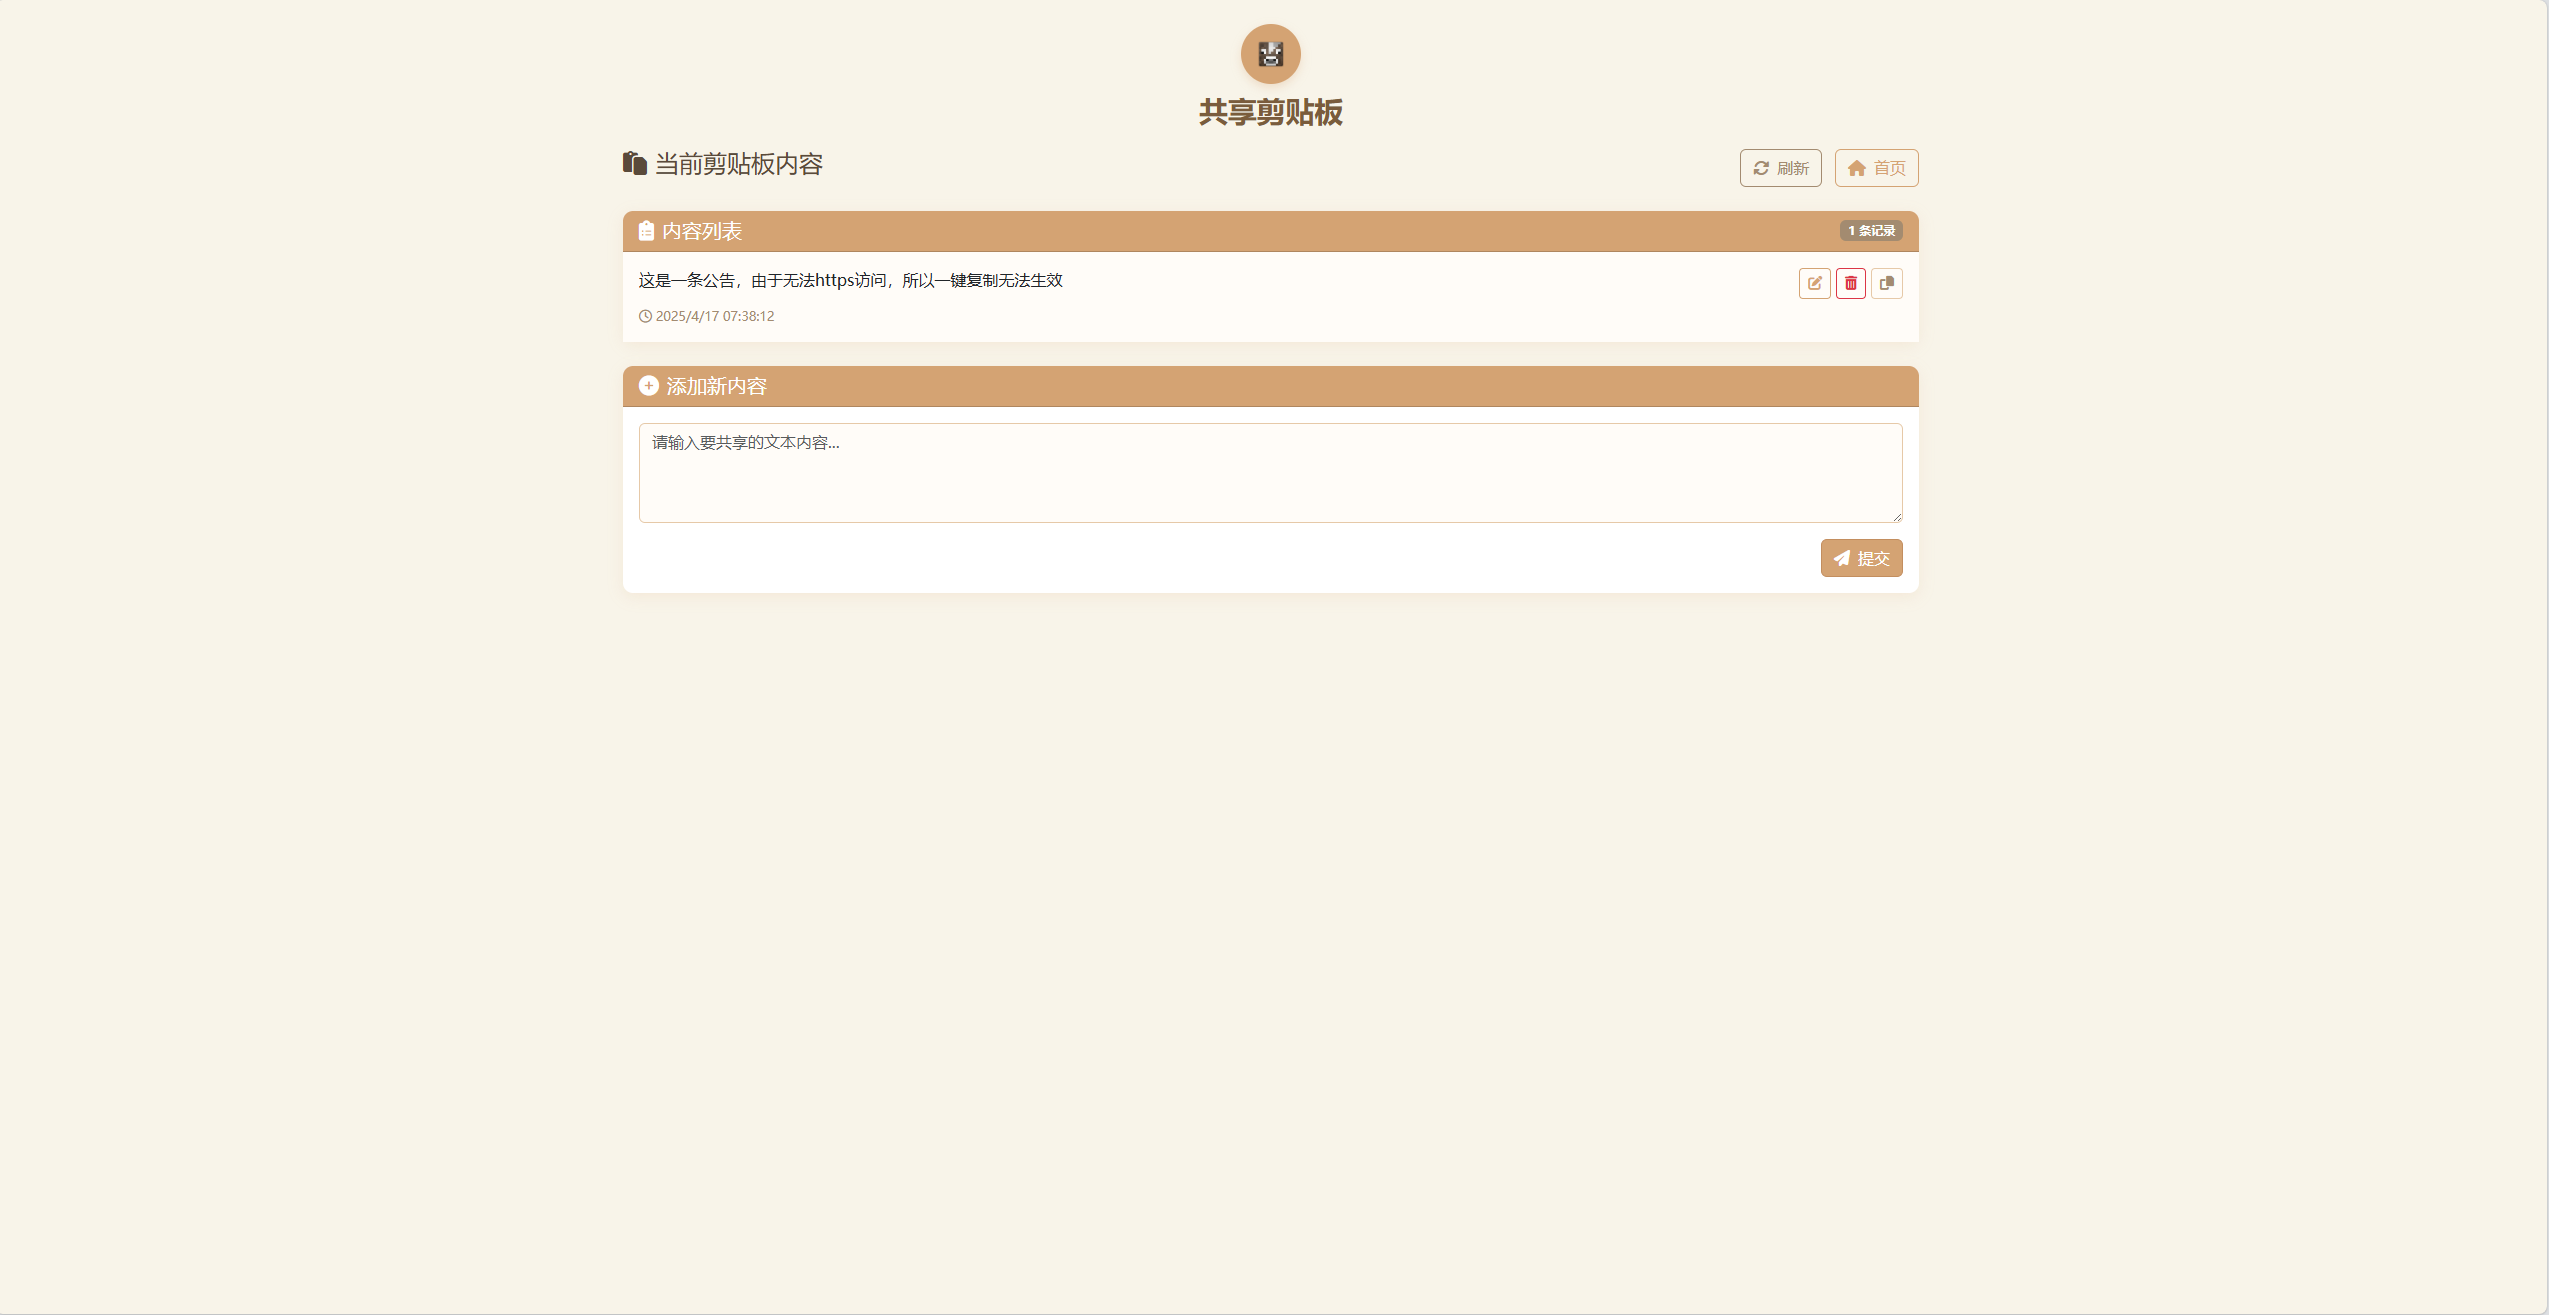 共享剪贴板
当前剪贴板内容
刷新
首页
内容列表
1 条记录
这是一条公告，由于无法https访问，所以一键复制无法生效
2025/4/17 07:38:12
添加新内容
请输入要共享的文本内容...
提交